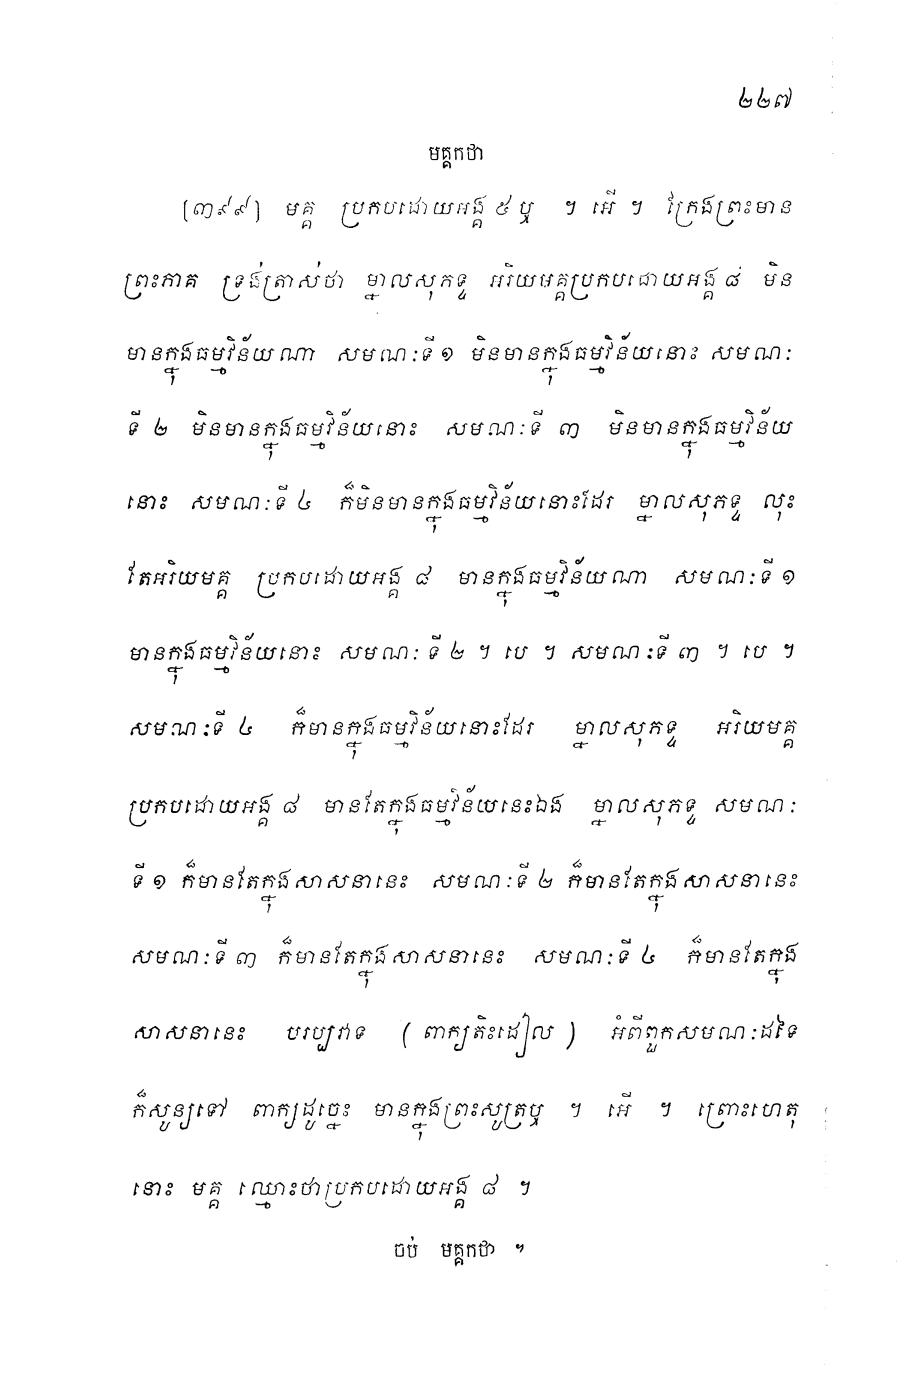 ២២៧
មគ្គកថា
[៣៩៩] មគ្គ ប្រកបដោយអង្គ ៥ ឬ ។ អើ ។ ក្រែងព្រះមាន
ព្រះភាគ ទ្រង់ត្រាស់ថា ម្នាលសុភទ្ទ អរិយមគ្គប្រកបដោយអង្គ ៨ មិន
មានក្នុងធម្មវិន័យណា សមណៈទី ១ មិនមានក្នុងធម្មវិន័យនោះ សមណៈ
ទី ២ មិនមានក្នុងធម្មវិន័យនោះ សមណៈទី ៣ មិនមានក្នុងធម្មវិន័យ
នោះ សមណៈទី ៤ ក៏មិនមានក្នុងធម្មវិន័យនោះដែរ ម្នាលសុភទ្ទ លុះ
តែអរិយមគ្គ ប្រកបដោយអង្គ ៨ មានក្នុងធម្មវិន័យណា សមណៈទី ១
មានក្នុងធម្មវិន័យនោះ សមណៈទី ២ ។ បេ ។ សមណៈទី ៣ ។ បេ ។
សមណៈទី ៤ ក៏មានក្នុងធម្មវិន័យនោះដែរ ម្នាលសុភទ្ទ អរិយមគ្គ
ប្រកបដោយអង្គ ៨ មានតែក្នុងធម្មវិន័យនេះឯង ម្នាលសុភទ្ទ សមណៈ
ទី ១ ក៏មានតែក្នុងសាសនានេះ សមណៈទី ២ ក៏មានតែក្នុងសាសនានេះ
សមណៈទី ៣ ក៏មានតែក្នុងសាសនានេះ សមណៈទី ៤ ក៏មានតែក្នុង
សាសនានេះ បរប្បវាទ (ពាក្យតិះដៀល) អំពីពួកសមណៈដទៃ
ក៏សូន្យទៅ ពាក្យដូច្នេះ មានក្នុងព្រះសូត្រឬ ។ អើ ។ ព្រោះហេតុ
នោះ មគ្គ ឈ្មោះថាប្រកបដោយអង្គ ៨ ។
ចប់ មគ្គកថា ។